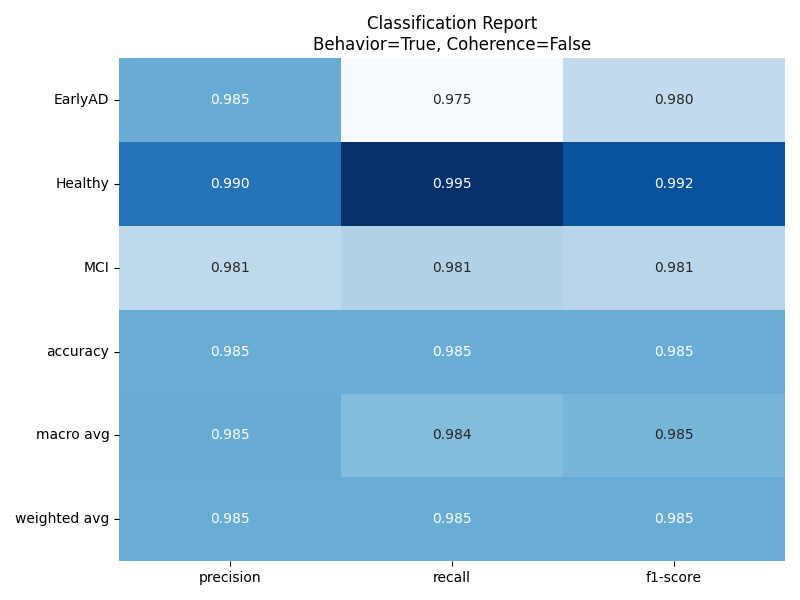 Classification Report
Behavior=True, Coherence=False
EarlyAD 0.985 0.975 0.980
Healthy 0.990 0.995 0.992
MCI 0.981 0.981 0.981
accuracy 0.985 0.985 0.985
macro avg 0.985 0.984 0.985
weighted avg 0.985 0.985 0.985
precision recall f1-score